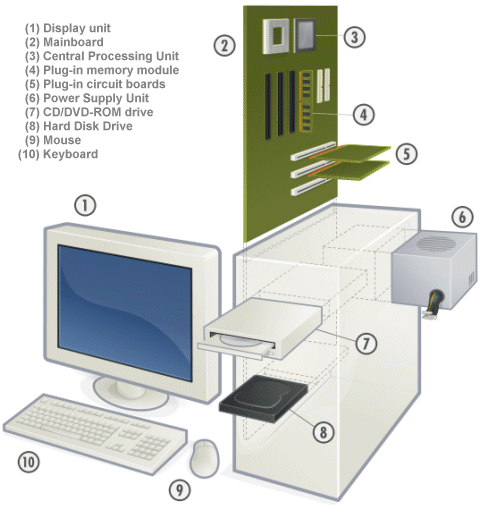 (1) Display unit
(2) Mainboard
(3) Central Processing Unit
(4) Plug-in memory module
(5) Plug-in circuit boards
(6) Power Supply Unit
(7) CD/DVD-ROM drive
(8) Hard Disk Drive
(9) Mouse
(10) Keyboard
2
3
4
5
1
6
7
8
10
9